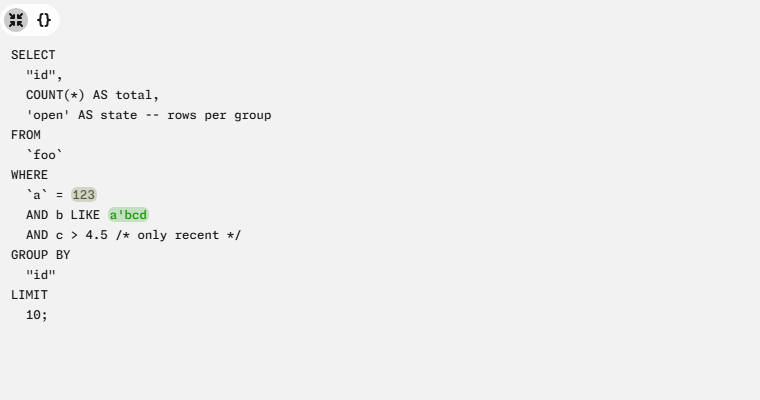 {}
SELECT
  "id",
  COUNT(*) AS total,
  'open' AS state -- rows per group
FROM
  `foo`
WHERE
  `a` = 123
  AND b LIKE a'bcd
  AND c > 4.5 /* only recent */
GROUP BY
  "id"
LIMIT
  10;